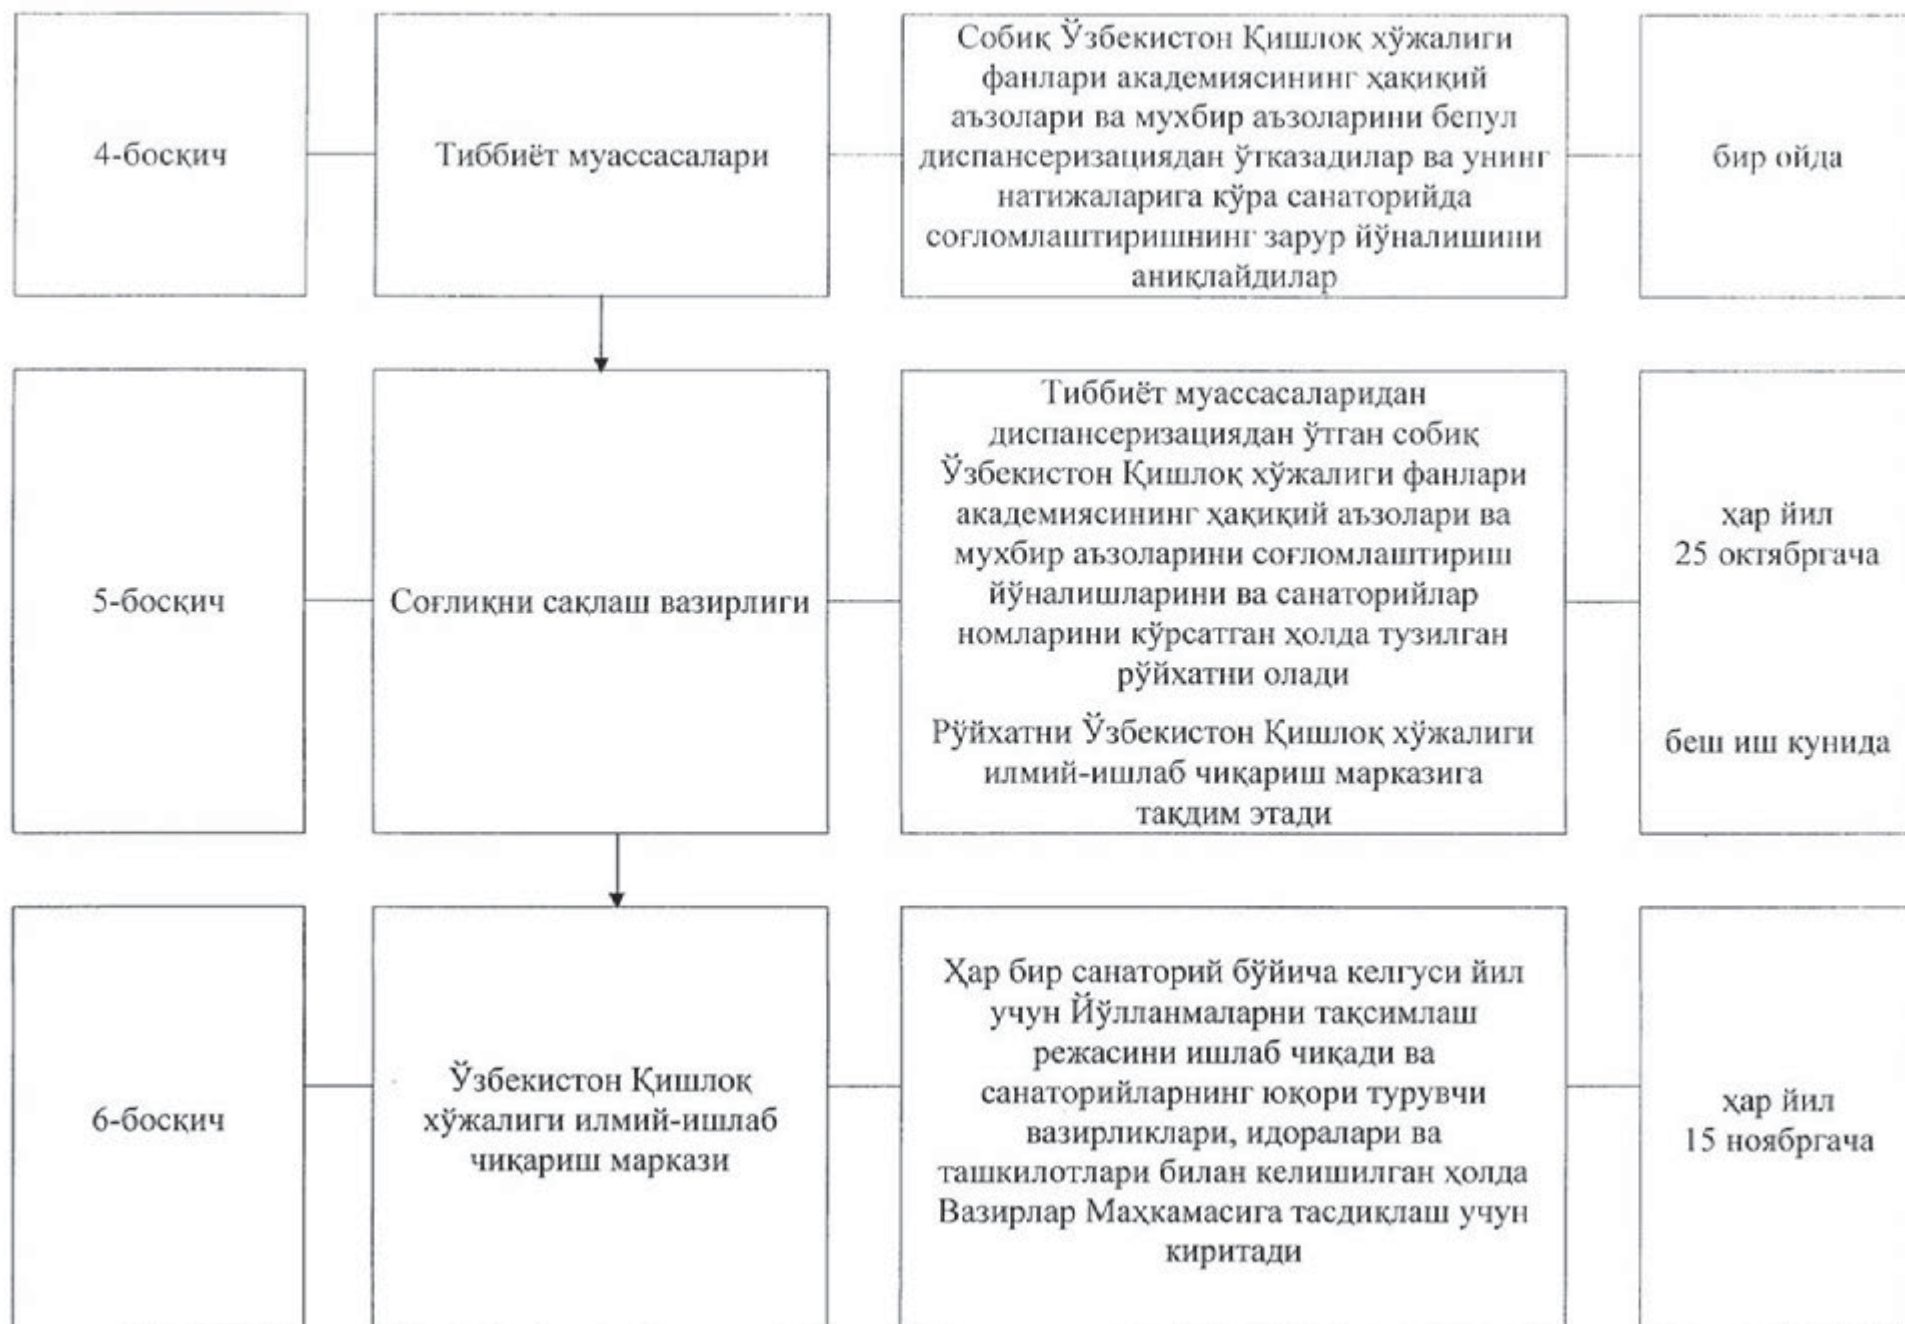 4-босқич
Тиббиёт муассасалари
Собиқ Ўзбекистон Қишлоқ хўжалиги
фанлари академиясининг ҳақиқий
аъзолари ва мухбир аъзоларини бепул
диспансеризациядан ўтказадилар ва унинг
натижаларига кўра санаторийда
соғломлаштиришнинг зарур йўналишини
аниқлайдилар
бир ойда
5-босқич
Соғлиқни сақлаш вазирлиги
Тиббиёт муассасаларидан
диспансеризациядан ўтган собиқ
Ўзбекистон Қишлоқ хўжалиги фанлари
академиясининг ҳақиқий аъзолари ва
мухбир аъзоларини соғломлаштириш
йўналишларини ва санаторийлар
номларини кўрсатган ҳолда тузилган
рўйхатни олади
ҳар йил
25 октябргача
Рўйхатни Ўзбекистон Қишлоқ хўжалиги
илмий-ишлаб чиқариш марказига
тақдим этади
беш иш кунида
6-босқич
Ўзбекистон Қишлоқ
хўжалиги илмий-ишлаб
чиқариш маркази
Ҳар бир санаторий бўйича келгуси йил
учун Йўлланмаларни тақсимлаш
режасини ишлаб чиқади ва
санаторийларнинг юқори турувчи
вазирликлари, идоралари ва
ташкилотлари билан келишилган ҳолда
Вазирлар Маҳкамасига тасдиқлаш учун
киритади
ҳар йил
15 ноябргача